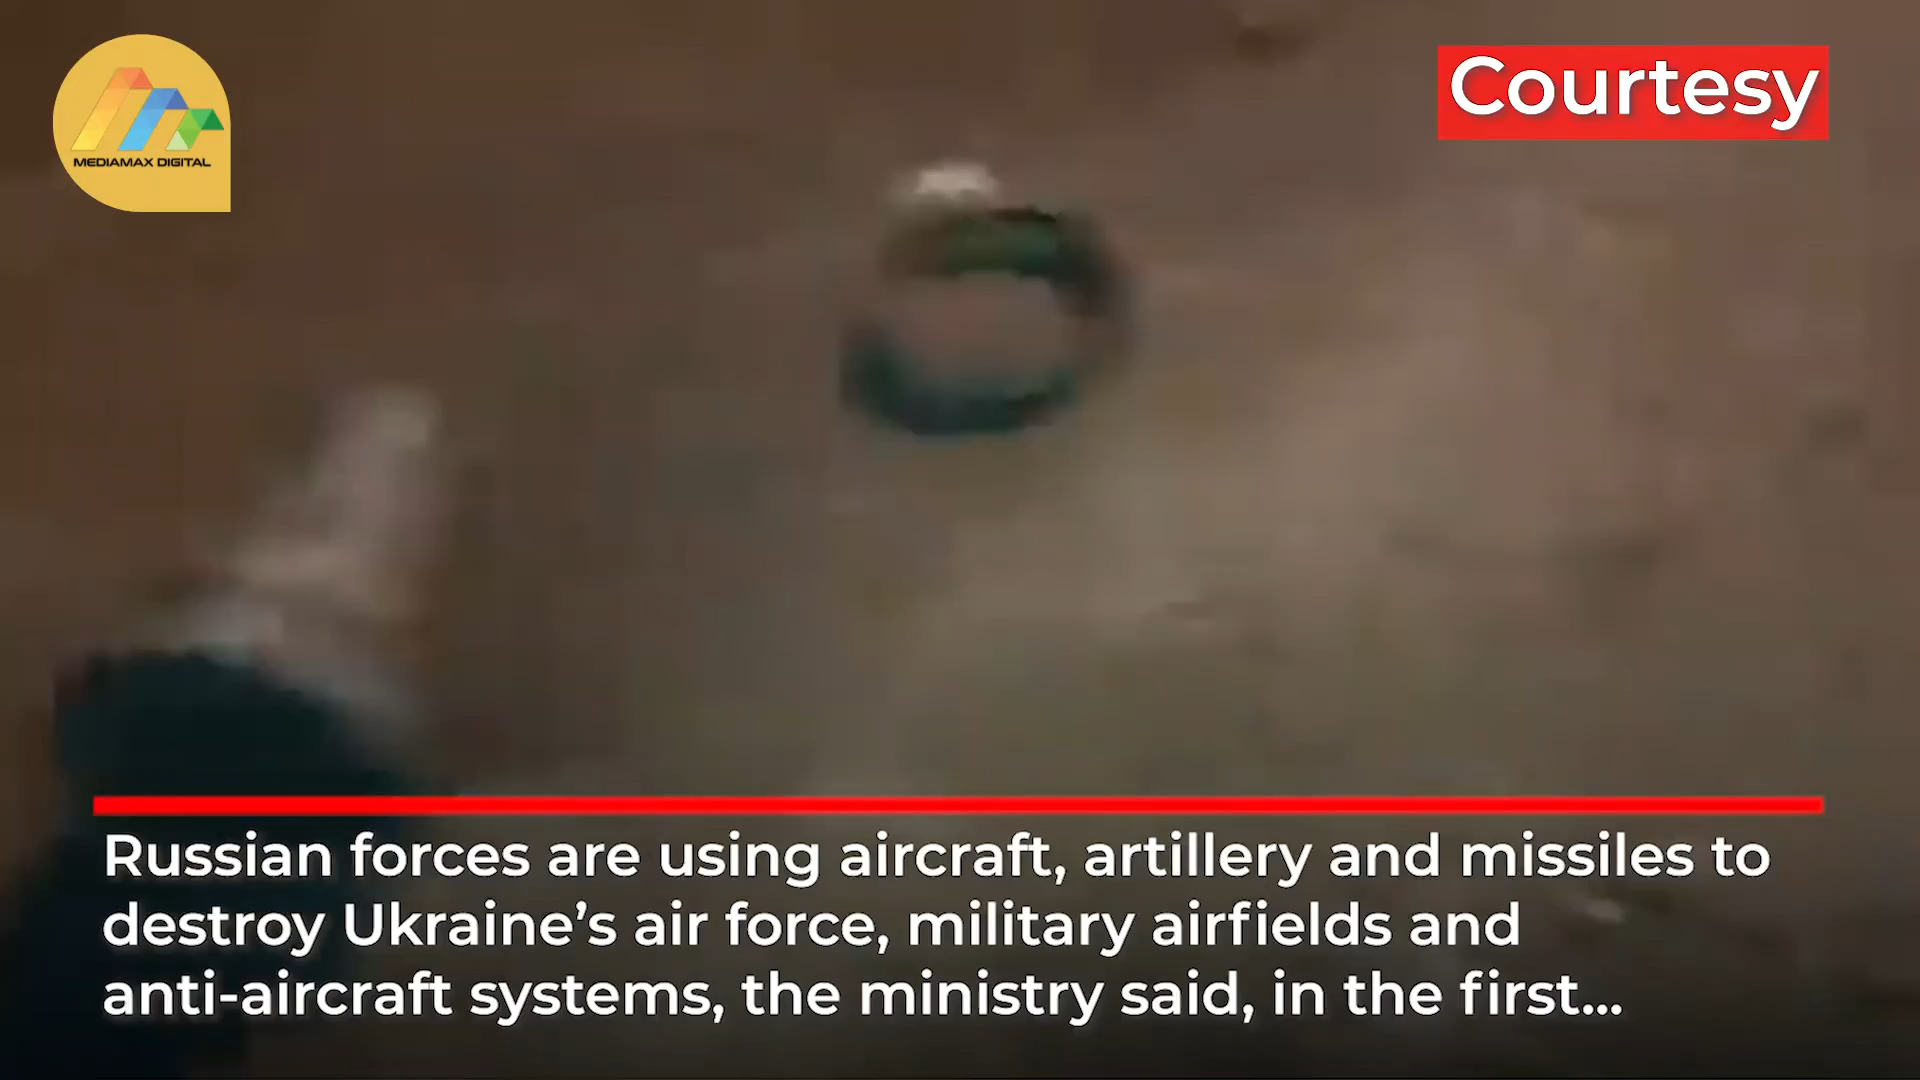 MEDIAMAX DIGITAL
Courtesy
Russian forces are using aircraft, artillery and missiles to
destroy Ukraine’s air force, military airfields and
anti-aircraft systems, the ministry said, in the first...